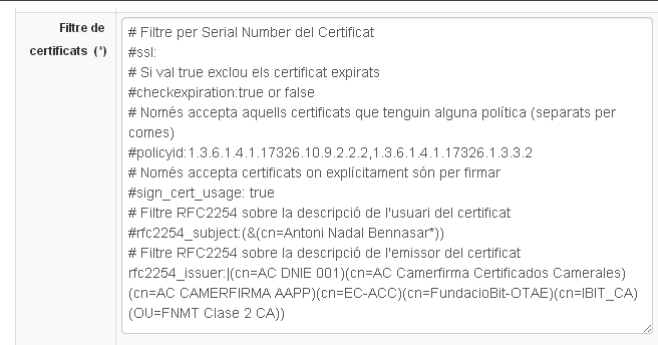 Filtre de
certificats (*)
# Filtre per Serial Number del Certificat
#ssl:
# Si val true exclou els certificat expirats
#checkexpiration:true or false
# Només accepta aquells certificats que tenguin alguna política (separats per
comes)
#policyid:1.3.6.1.4.1.17326.10.9.2.2.2,1.3.6.1.4.1.17326.1.3.3.2
# Només accepta certificats on explícitament són per firmar
#sign_cert_usage: true
# Filtre RFC2254 sobre la descripció de l'usuari del certificat
#rfc2254_subject:(&(cn=Antoni Nadal Bennasar*))
# Filtre RFC2254 sobre la descripció de l'emissor del certificat
rfc2254_issuer:|(cn=AC DNIE 001)(cn=AC Camerfirma Certificados Camerales)
(cn=AC CAMERFIRMA AAPP)(cn=EC-ACC)(cn=FundacioBit-OTAE)(cn=IBIT_CA)
(OU=FNMT Clase 2 CA))